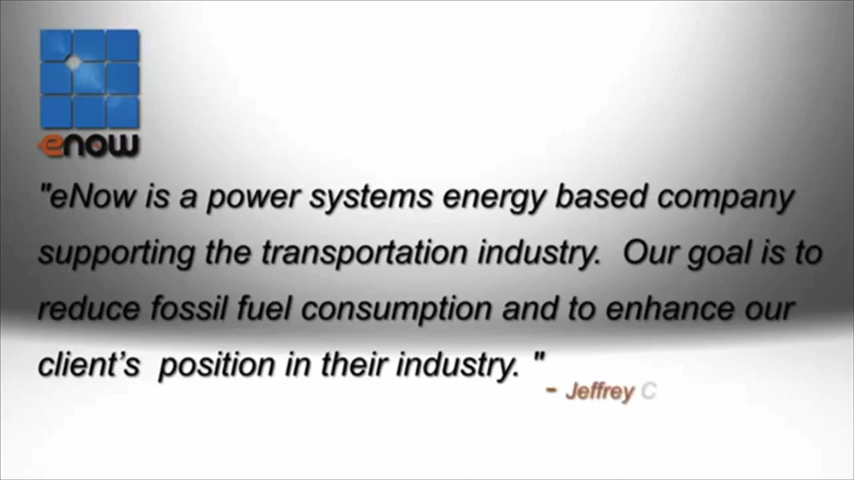 enow
"eNow is a power systems energy based company
supporting the transportation industry.  Our goal is to
reduce fossil fuel consumption and to enhance our
client’s  position in their industry. "
- Jeffrey C